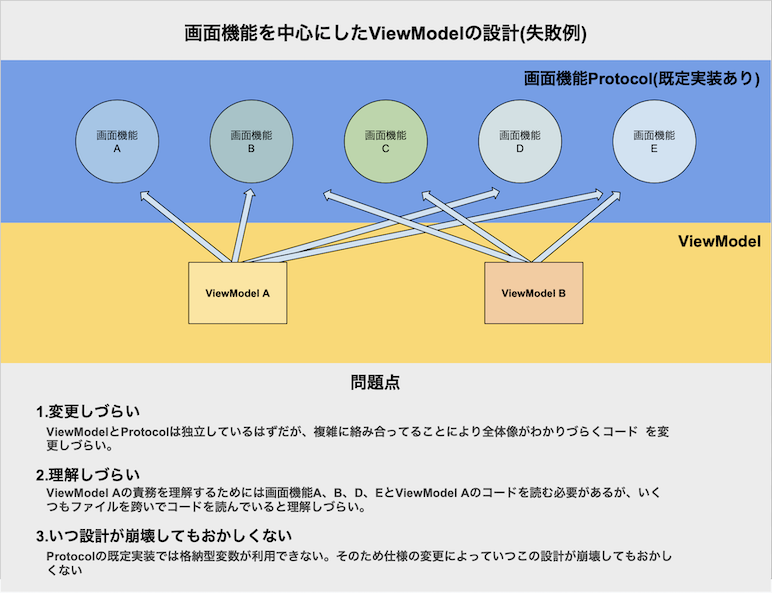 画面機能を中心にしたViewModelの設計(失敗例)
画面機能Protocol(既定実装あり)
画面機能
A
画面機能
B
画面機能
C
画面機能
D
画面機能
E
ViewModel
ViewModel A
ViewModel B
問題点
1.変更しづらい
ViewModelとProtocolは独立しているはずだが、複雑に絡み合ってることにより全体像がわかりづらくコード を変
更しづらい。
2.理解しづらい
ViewModel Aの責務を理解するためには画面機能A、B、D、EとViewModel Aのコードを読む必要があるが、いく
つもファイルを跨いでコードを読んでいると理解しづらい。
3.いつ設計が崩壊してもおかしくない
Protocolの既定実装では格納型変数が利用できない。そのため仕様の変更によっていつこの設計が崩壊してもおかし
くない